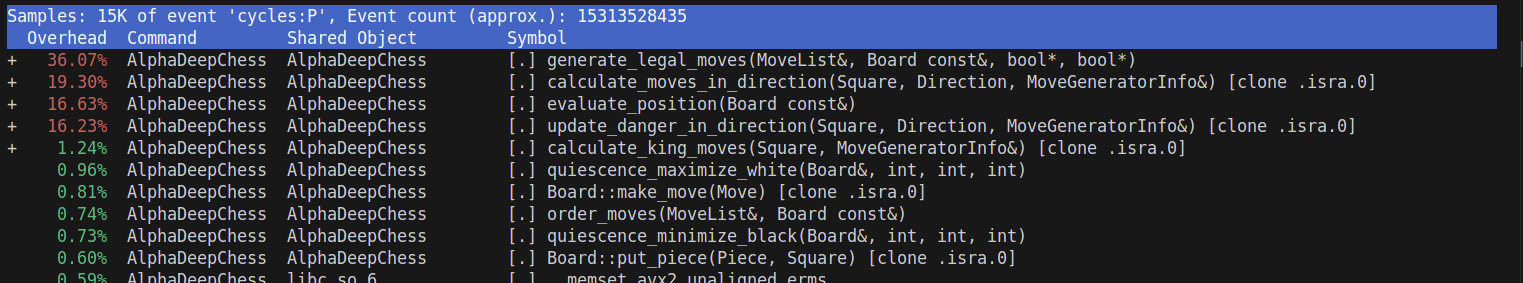 Samples: 15K of event 'cycles:P', Event count (approx.): 15313528435
Overhead  Command  Shared Object  Symbol
+ 36.07% AlphaDeepChess AlphaDeepChess [.] generate_legal_moves(MoveList&, Board const&, bool*, bool*)
+ 19.30% AlphaDeepChess AlphaDeepChess [.] calculate_moves_in_direction(Square, Direction, MoveGeneratorInfo&) [clone .isra.0]
+ 16.63% AlphaDeepChess AlphaDeepChess [.] evaluate_position(Board const&)
+ 16.23% AlphaDeepChess AlphaDeepChess [.] update_danger_in_direction(Square, Direction, MoveGeneratorInfo&) [clone .isra.0]
+ 1.24% AlphaDeepChess AlphaDeepChess [.] calculate_king_moves(Square, MoveGeneratorInfo&) [clone .isra.0]
0.96% AlphaDeepChess AlphaDeepChess [.] quiescence_maximize_white(Board&, int, int, int)
0.81% AlphaDeepChess AlphaDeepChess [.] Board::make_move(Move) [clone .isra.0]
0.74% AlphaDeepChess AlphaDeepChess [.] order_moves(MoveList&, Board const&)
0.73% AlphaDeepChess AlphaDeepChess [.] quiescence_minimize_black(Board&, int, int, int)
0.60% AlphaDeepChess AlphaDeepChess [.] Board::put_piece(Piece, Square) [clone .isra.0]
0.59% AlphaDeepChess libc.so.6 [.] __memset_avx2_unaligned_erms